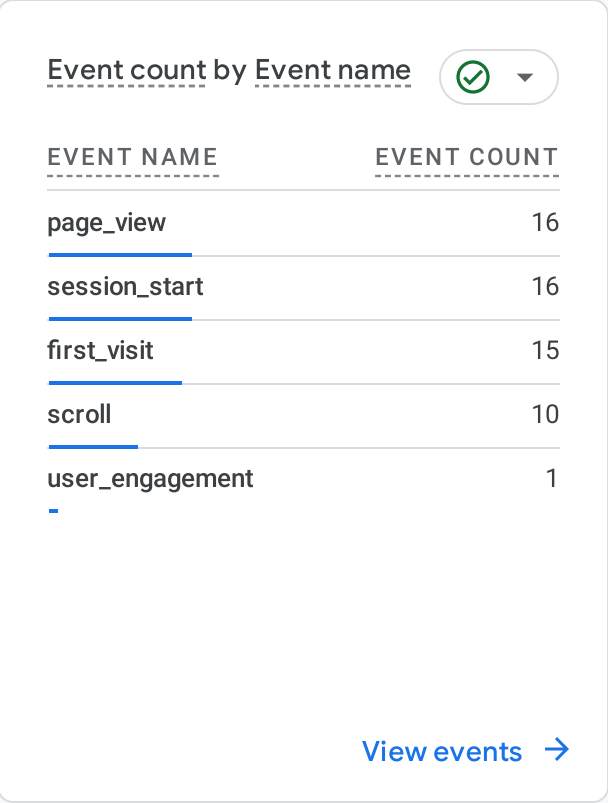 Event count by Event name
EVENT NAME EVENT COUNT
page_view 16
session_start 16
first_visit 15
scroll 10
user_engagement 1
View events